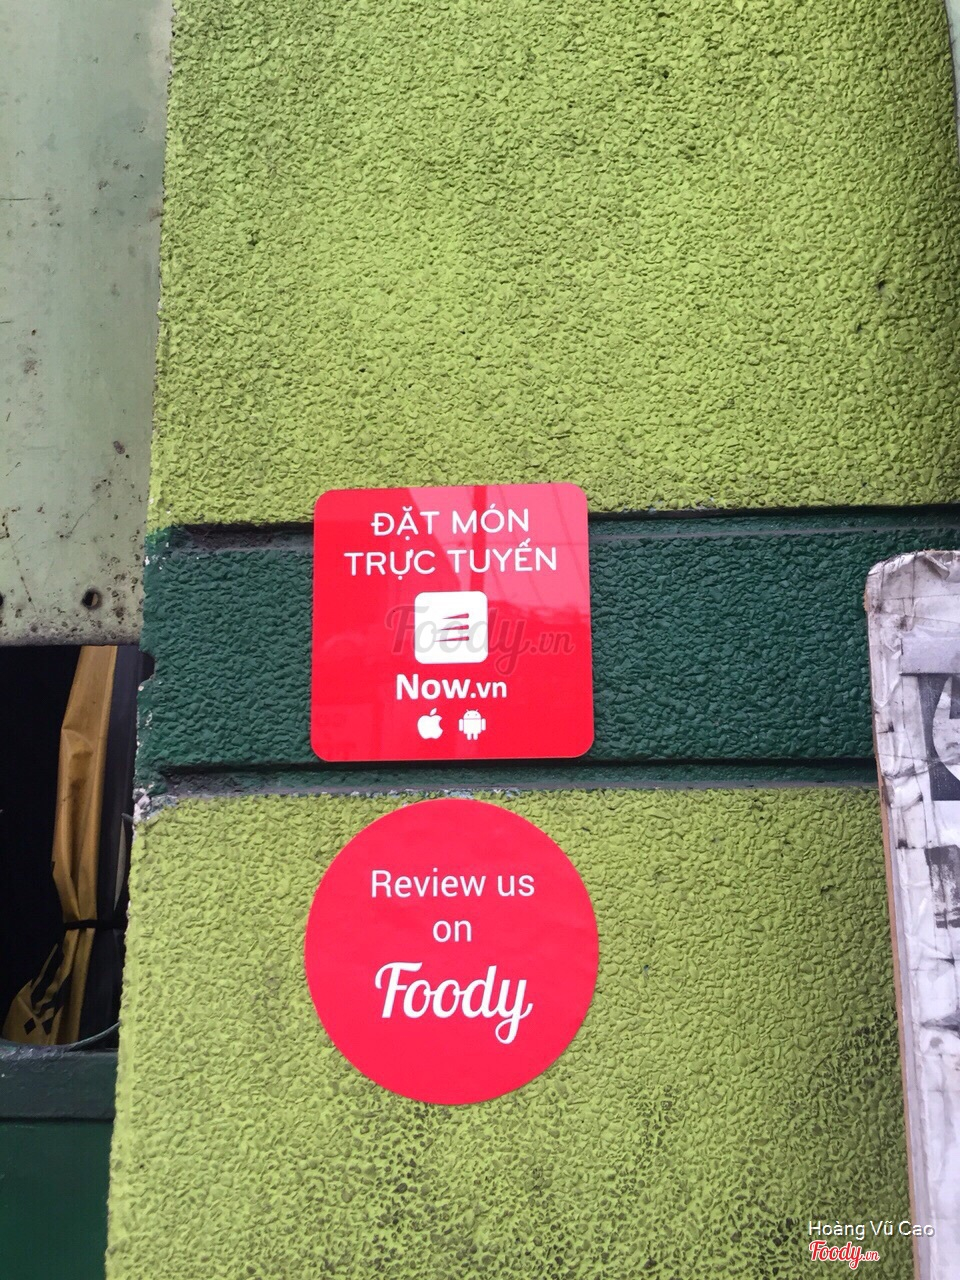 ĐẶT MÓN
TRỰC TUYẾN
Foody.vn
Now.vn
Review us
on
Foody
Hoàng Vũ Cao
Foody.vn